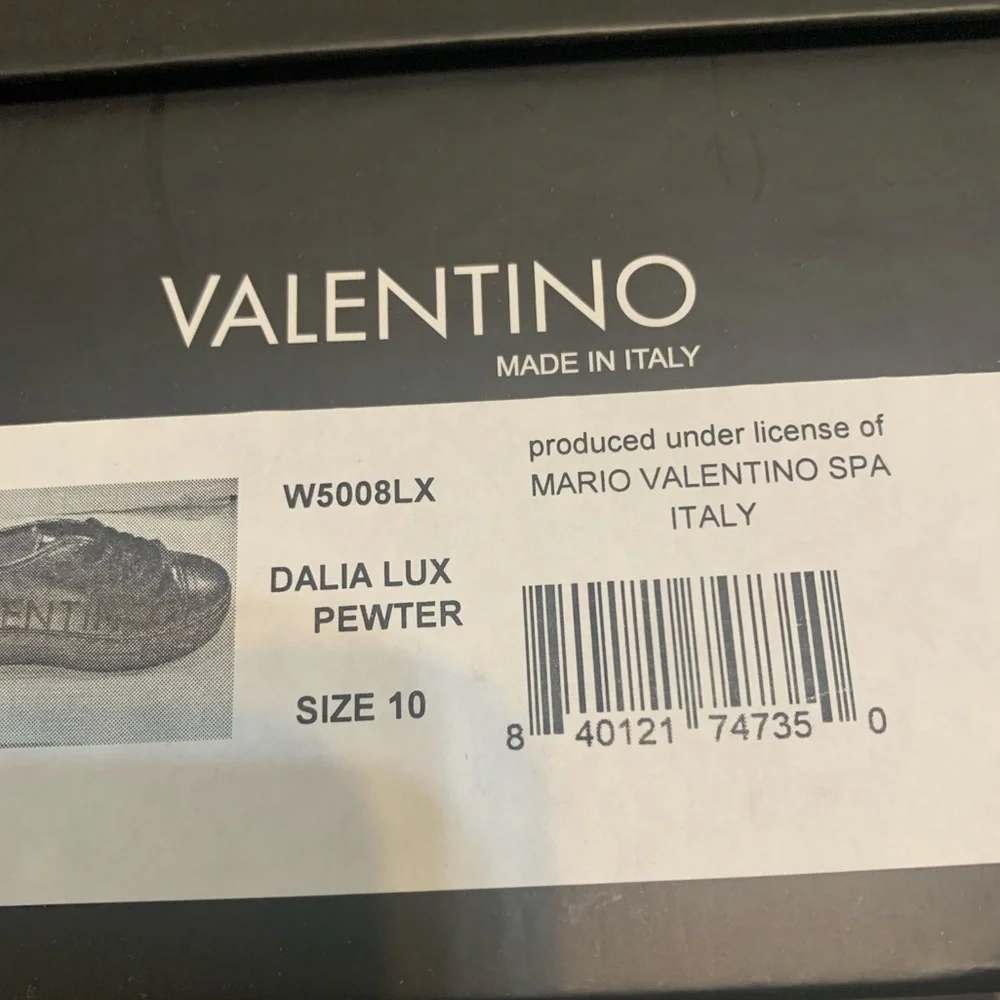 VALENTINO
MADE IN ITALY
produced under license of
MARIO VALENTINO SPA
ITALY
W5008LX
DALIA LUX
PEWTER
SIZE 10
ENT
8 40121 74735 0